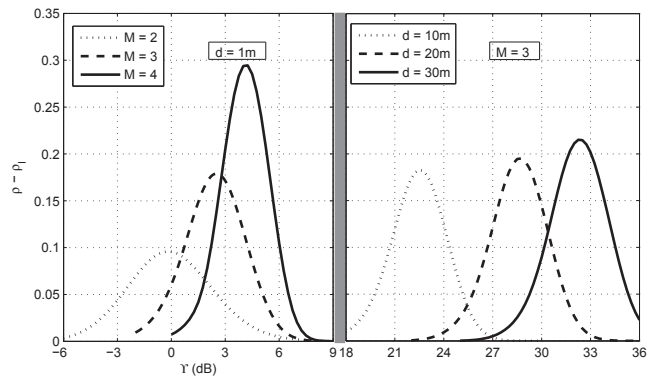 0.35
0.3
0.25
0.2
0.15
0.1
0.05
0
ρ − ρI
M = 2
M = 3
M = 4
d = 1m
d = 10m
d = 20m
d = 30m
M = 3
−6 −3 0 3 6 9 18 21 24 27 30 33 36
ϒ (dB)
ϒ (dB)